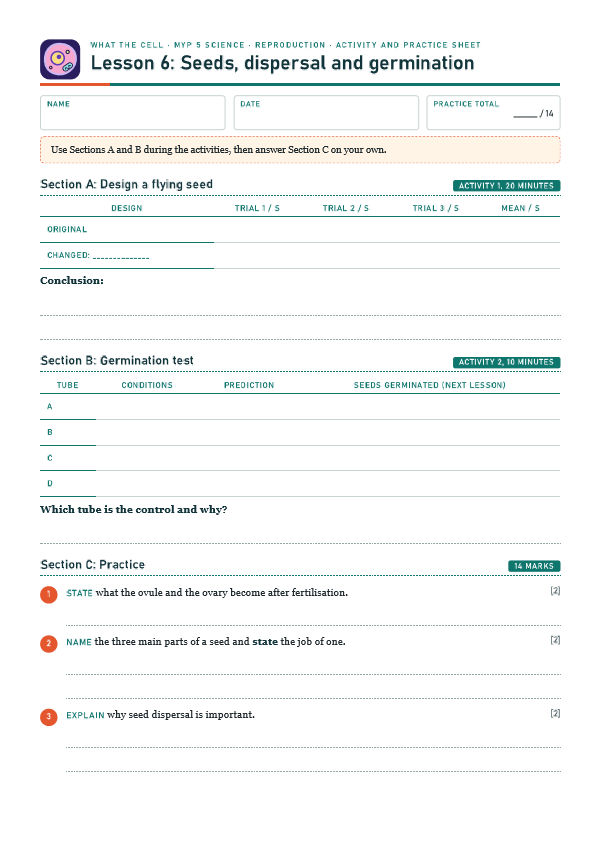 WHAT THE CELL · MYP 5 SCIENCE · REPRODUCTION · ACTIVITY AND PRACTICE SHEET
Lesson 6: Seeds, dispersal and germination
NAME
DATE
PRACTICE TOTAL
_____ / 14
Use Sections A and B during the activities, then answer Section C on your own.
Section A: Design a flying seed
ACTIVITY 1, 20 MINUTES
DESIGN TRIAL 1 / S TRIAL 2 / S TRIAL 3 / S MEAN / S
ORIGINAL
CHANGED: ______________
Conclusion:
Section B: Germination test
ACTIVITY 2, 10 MINUTES
TUBE CONDITIONS PREDICTION SEEDS GERMINATED (NEXT LESSON)
A
B
C
D
Which tube is the control and why?
Section C: Practice
14 MARKS
1 STATE what the ovule and the ovary become after fertilisation. [2]
2 NAME the three main parts of a seed and state the job of one. [2]
3 EXPLAIN why seed dispersal is important. [2]